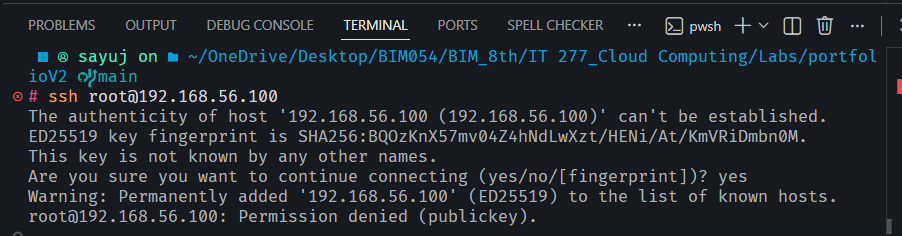 PROBLEMS OUTPUT DEBUG CONSOLE TERMINAL PORTS SPELL CHECKER ... pwsh
sayuj on ~/OneDrive/Desktop/BIM054/BIM_8th/IT 277_Cloud Computing/Labs/portfol
ioV2 main
# ssh root@192.168.56.100
The authenticity of host '192.168.56.100 (192.168.56.100)' can't be established.
ED25519 key fingerprint is SHA256:BQOzKnX57mv04Z4hNdLwXzt/HENi/At/KmVRiDmbn0M.
This key is not known by any other names.
Are you sure you want to continue connecting (yes/no/[fingerprint])? yes
Warning: Permanently added '192.168.56.100' (ED25519) to the list of known hosts.
root@192.168.56.100: Permission denied (publickey).